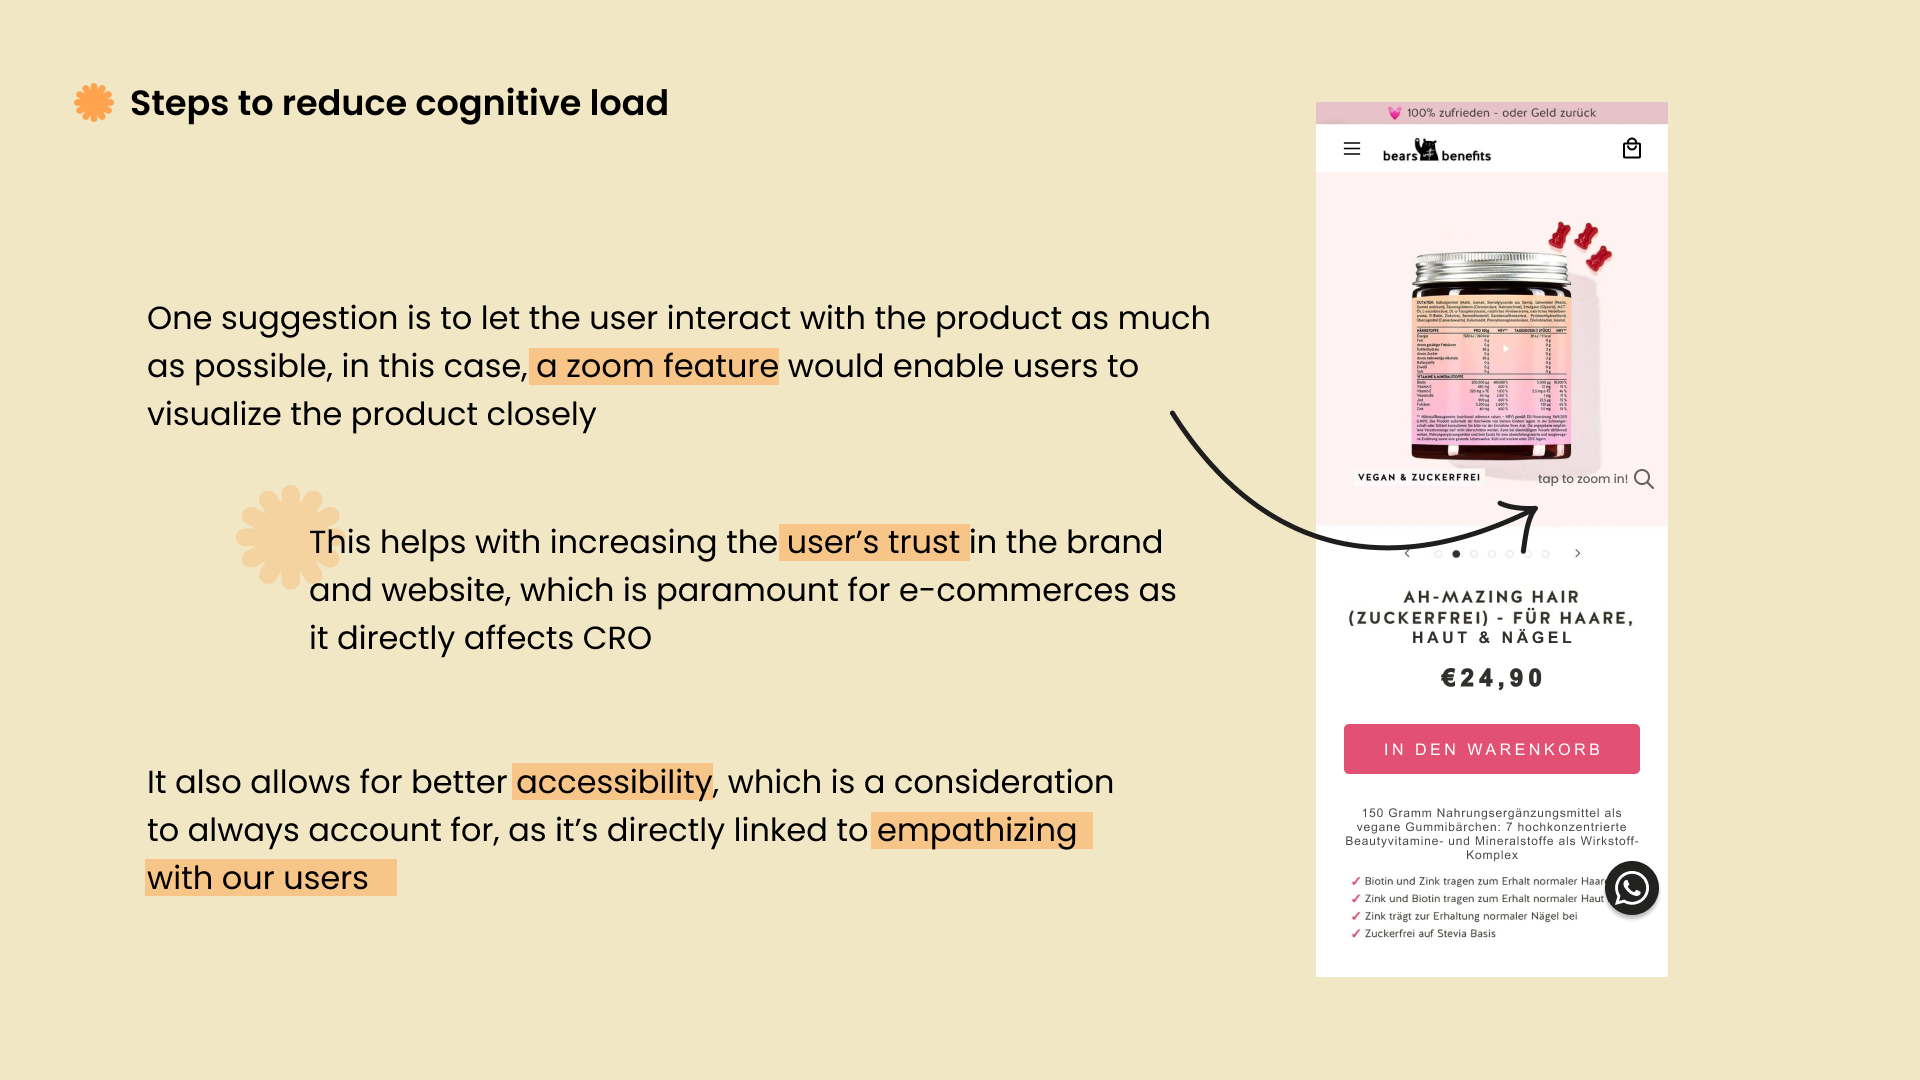 Steps to reduce cognitive load
One suggestion is to let the user interact with the product as much
as possible, in this case, a zoom feature would enable users to
visualize the product closely
This helps with increasing the user’s trust in the brand
and website, which is paramount for e-commerces as
it directly affects CRO
It also allows for better accessibility, which is a consideration
to always account for, as it’s directly linked to empathizing
with our users
100% zufrieden - oder Geld zurück
bears benefits
VEGAN & ZUCKERFREI
tap to zoom in!
AH-MAZING HAIR
(ZUCKERFREI) - FÜR HAARE,
HAUT & NÄGEL
€24,90
IN DEN WARENKORB
150 Gramm Nahrungsergänzungsmittel als
vegane Gummibärchen: 7 hochkonzentrierte
Beautyvitamine- und Mineralstoffe als Wirkstoff-
Komplex
✓ Biotin und Zink tragen zum Erhalt normaler Haare
✓ Zink und Biotin tragen zum Erhalt normaler Haut
✓ Zink trägt zur Erhaltung normaler Nägel bei
✓ Zuckerfrei auf Stevia Basis